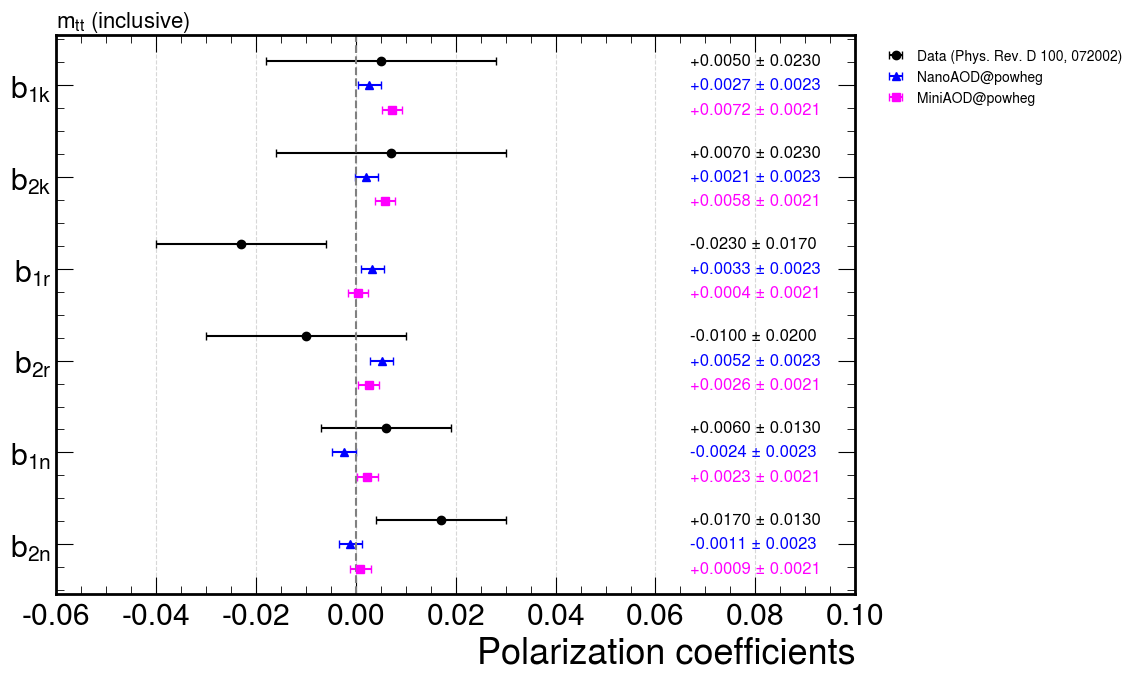 m_tt (inclusive)
Data (Phys. Rev. D 100, 072002)
NanoAOD@powheg
MiniAOD@powheg
+0.0050 ± 0.0230
b_1k +0.0027 ± 0.0023
+0.0072 ± 0.0021
+0.0070 ± 0.0230
b_2k +0.0021 ± 0.0023
+0.0058 ± 0.0021
-0.0230 ± 0.0170
b_1r +0.0033 ± 0.0023
+0.0004 ± 0.0021
-0.0100 ± 0.0200
b_2r +0.0052 ± 0.0023
+0.0026 ± 0.0021
+0.0060 ± 0.0130
b_1n -0.0024 ± 0.0023
+0.0023 ± 0.0021
+0.0170 ± 0.0130
b_2n -0.0011 ± 0.0023
+0.0009 ± 0.0021
-0.06 -0.04 -0.02 0.00 0.02 0.04 0.06 0.08 0.10
Polarization coefficients